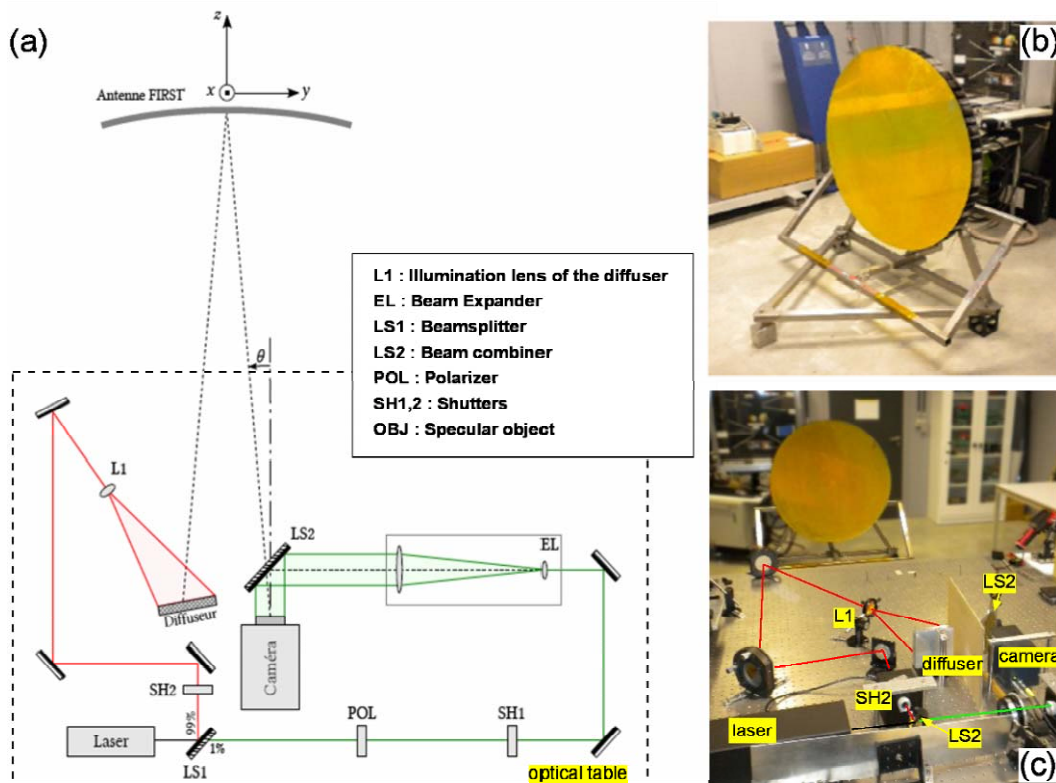 (a)
z
x
y
Antenne FIRST
L1 : Illumination lens of the diffuser
EL : Beam Expander
LS1 : Beamsplitter
LS2 : Beam combiner
POL : Polarizer
SH1,2 : Shutters
OBJ : Specular object
θ
L1
LS2
EL
Diffuseur
Caméra
SH2
99%
POL
SH1
Laser
1%
LS1
optical table
(b)
LS2
L1
diffuser
camera
SH2
laser
LS2
(c)